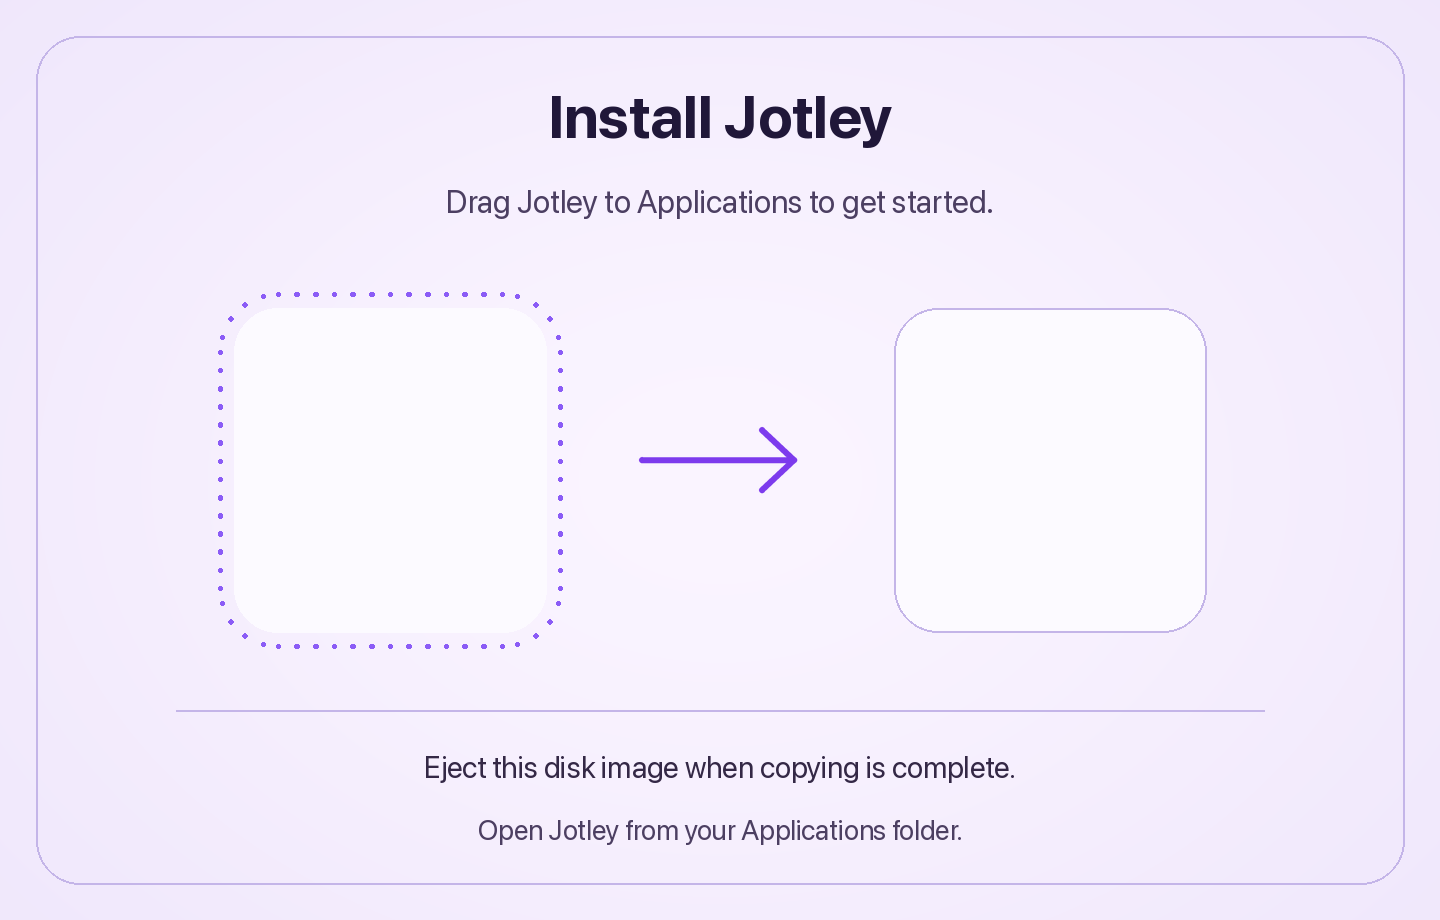 Install Jotley
Drag Jotley to Applications to get started.
Eject this disk image when copying is complete.
Open Jotley from your Applications folder.